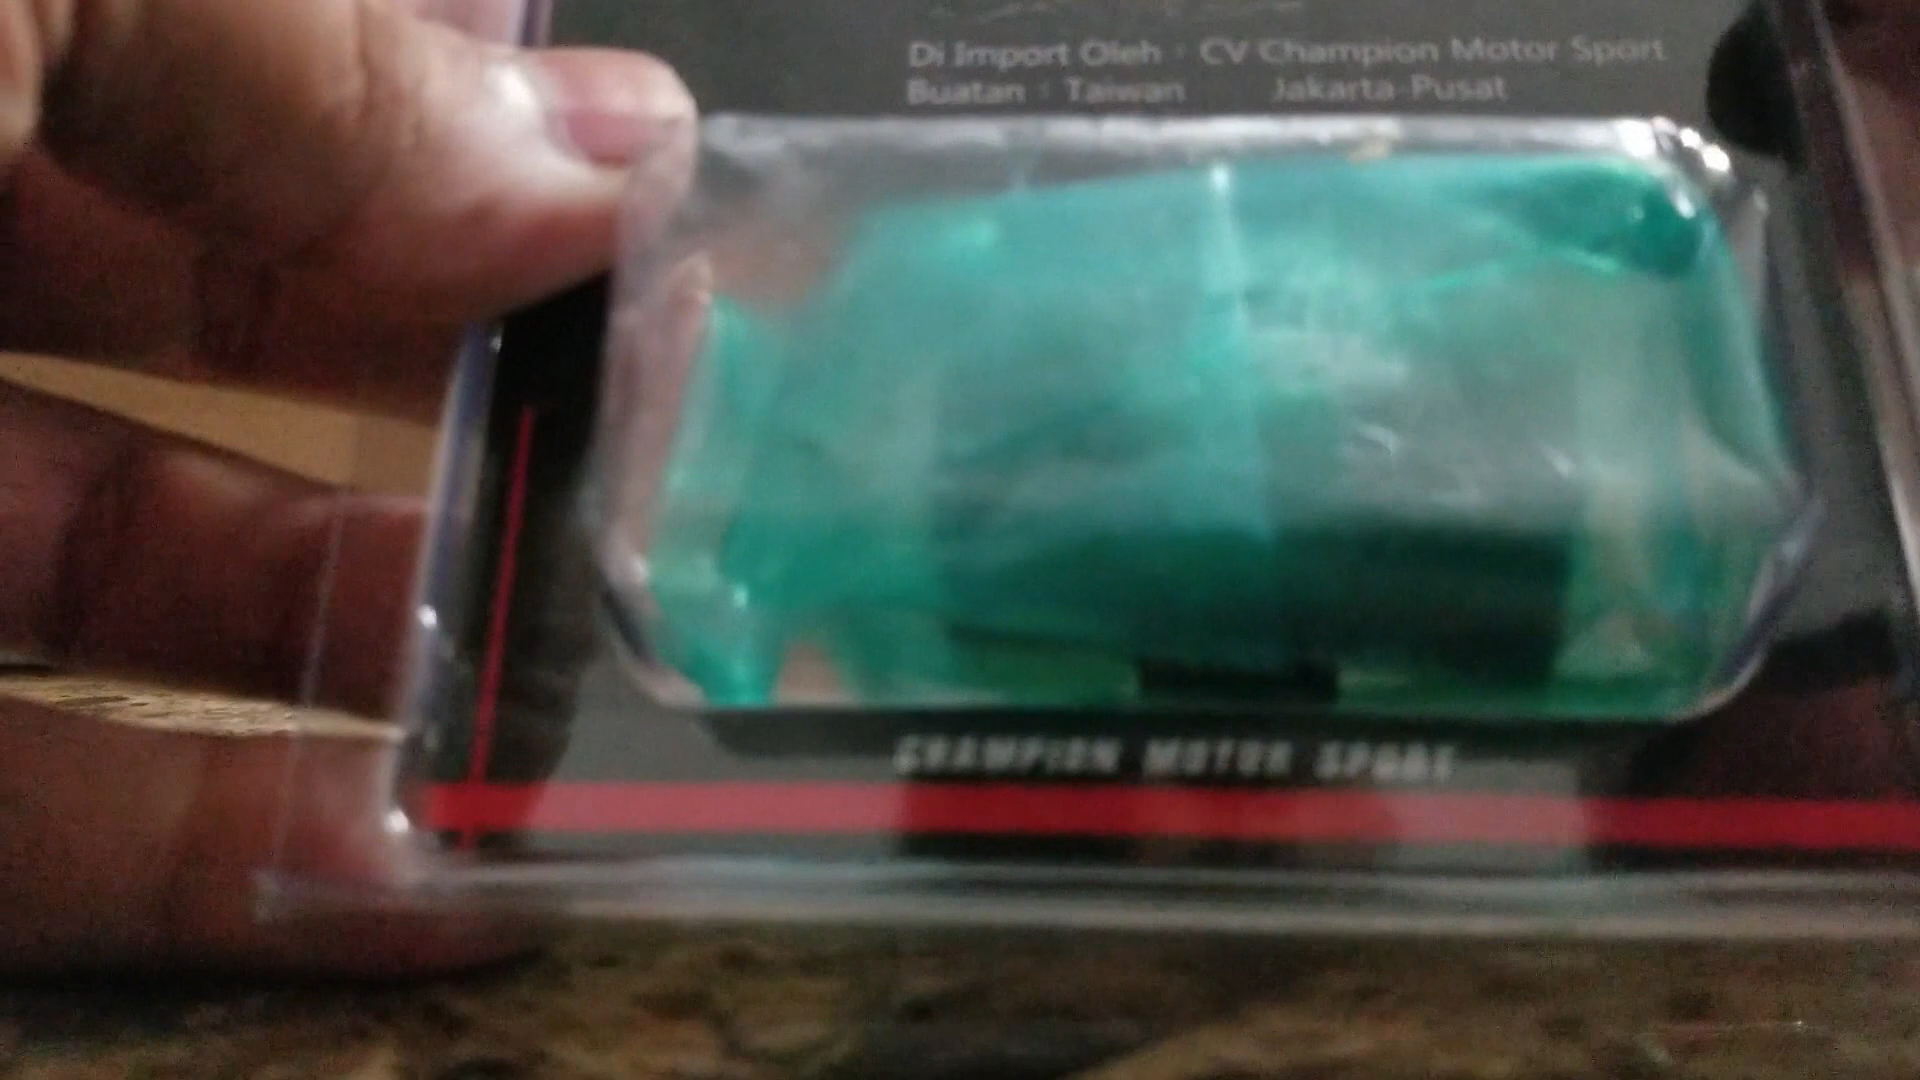 Di Import Oleh : CV Champion Motor Sport
Buatan : Taiwan Jakarta-Pusat
CHAMPION MOTOR SPORT